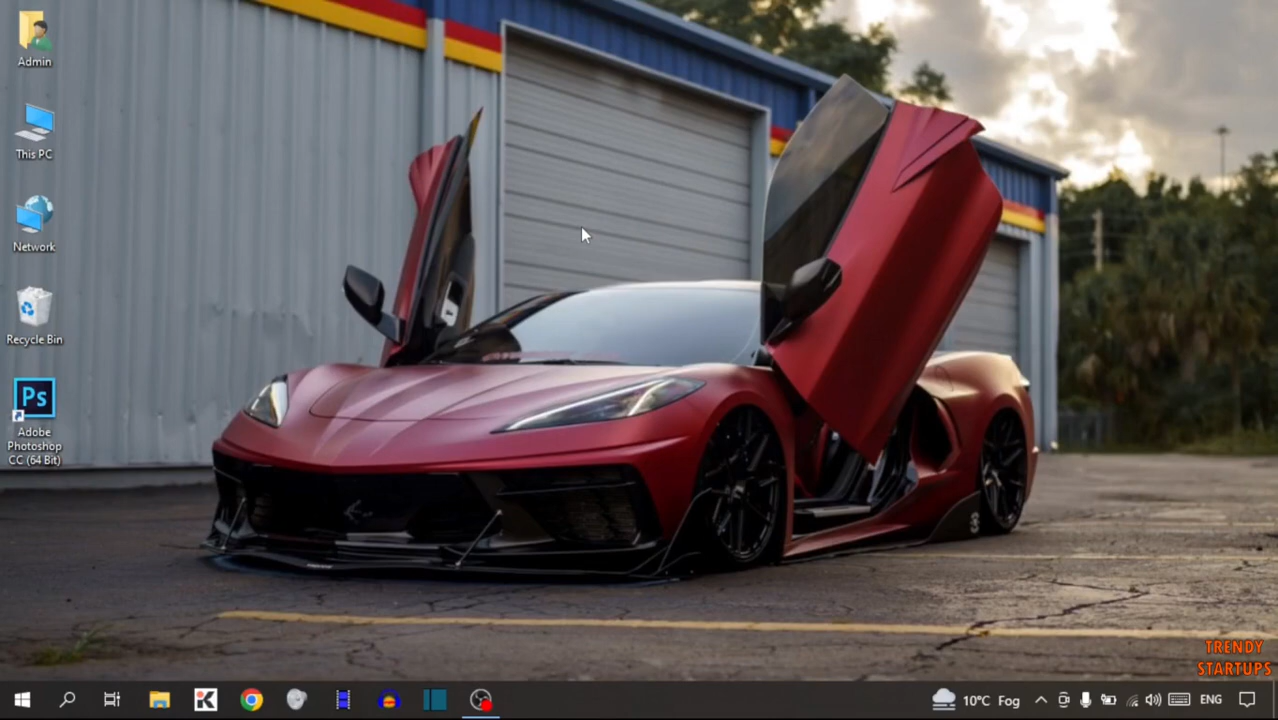 Admin
This PC
Network
Recycle Bin
Ps
Adobe
Photoshop
CC (64 Bit)
TRENDY
STARTUPS
K
10°C Fog
ENG